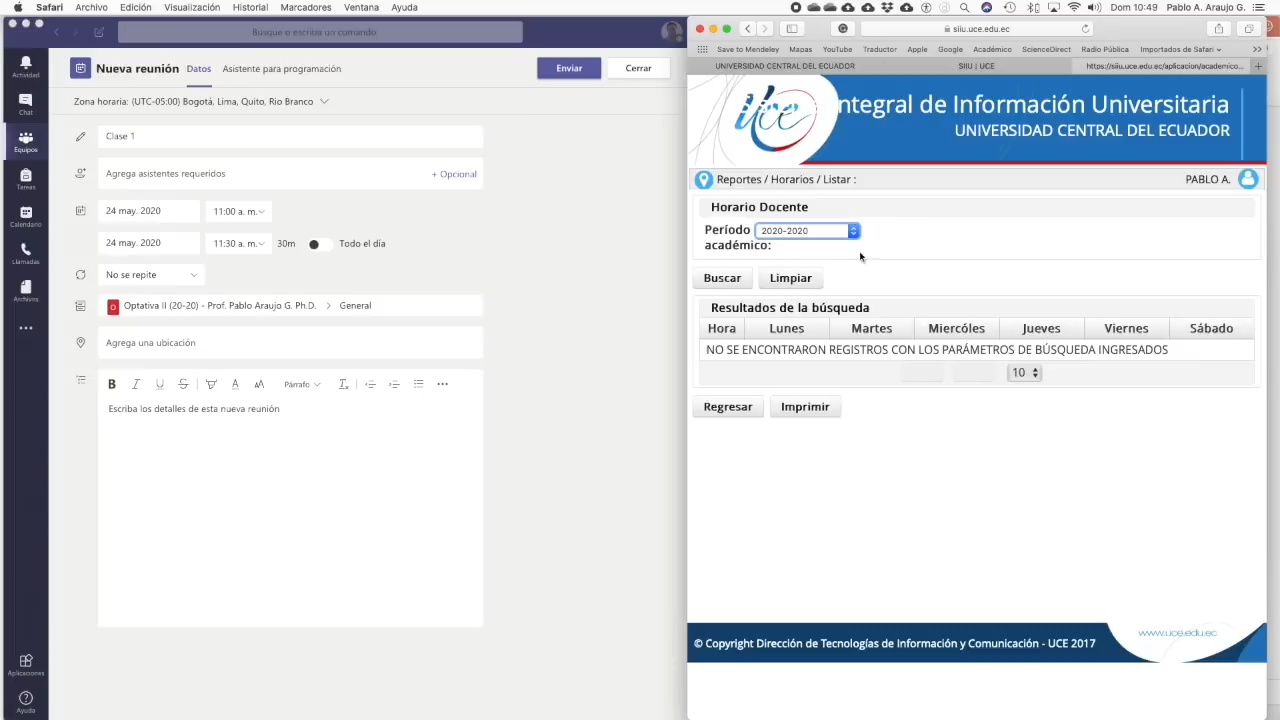 Safari Archivo Edición Visualización Historial Marcadores Ventana Ayuda
Dom 10:49 Pablo A. Araujo G.
Busque o escriba un comando
Actividad
Chat
Equipos
Tareas
Calendario
Llamadas
Archivos
Aplicaciones
Ayuda
Nueva reunión Datos Asistente para programación Enviar Cerrar
Zona horaria: (UTC-05:00) Bogotá, Lima, Quito, Rio Branco
Clase 1
Agrega asistentes requeridos + Opcional
24 may. 2020 11:00 a. m.
24 may. 2020 11:30 a. m. 30m Todo el día
No se repite
Optativa II (20-20) - Prof. Pablo Araujo G. Ph.D. > General
Agrega una ubicación
B I U S A AA Párrafo
Escriba los detalles de esta nueva reunión
siiu.uce.edu.ec
Save to Mendeley Mapas YouTube Traductor Apple Google Académico ScienceDirect Radio Pública Importados de Safari
UNIVERSIDAD CENTRAL DEL ECUADOR SIIU | UCE https://siiu.uce.edu.ec/aplicacion/academico...
uce
ntegral de Información Universitaria
UNIVERSIDAD CENTRAL DEL ECUADOR
Reportes / Horarios / Listar : PABLO A.
Horario Docente
Período académico: 2020-2020
Buscar Limpiar
Resultados de la búsqueda
Hora Lunes Martes Miercóles Jueves Viernes Sábado
NO SE ENCONTRARON REGISTROS CON LOS PARÁMETROS DE BÚSQUEDA INGRESADOS
10
Regresar Imprimir
www.uce.edu.ec
© Copyright Dirección de Tecnologías de Información y Comunicación - UCE 2017